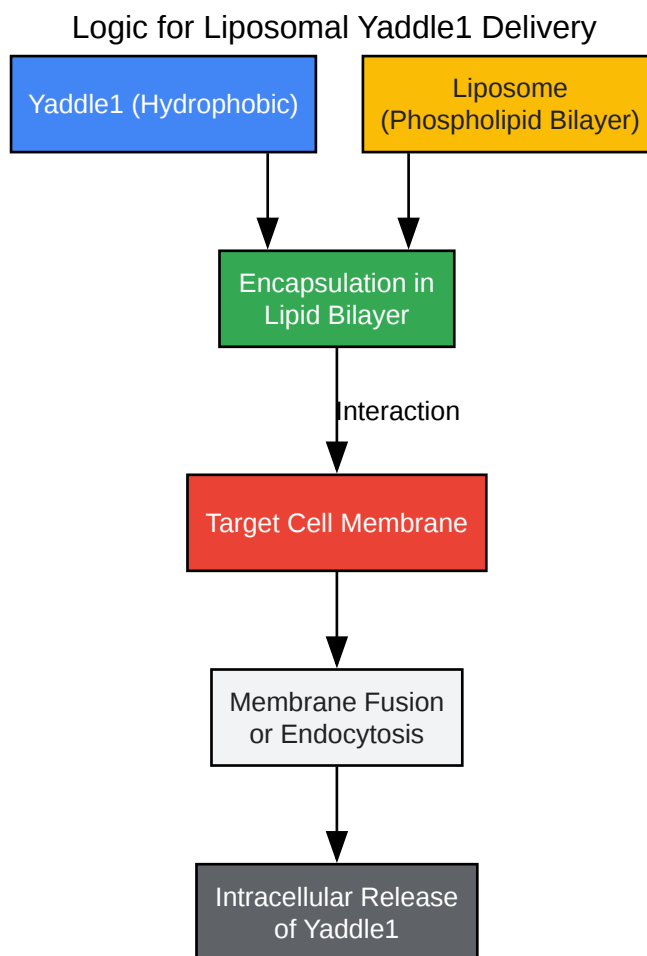 Logic for Liposomal Yaddle1 Delivery
Yaddle1 (Hydrophobic)
Liposome
(Phospholipid Bilayer)
Encapsulation in
Lipid Bilayer
Interaction
Target Cell Membrane
Membrane Fusion
or Endocytosis
Intracellular Release
of Yaddle1